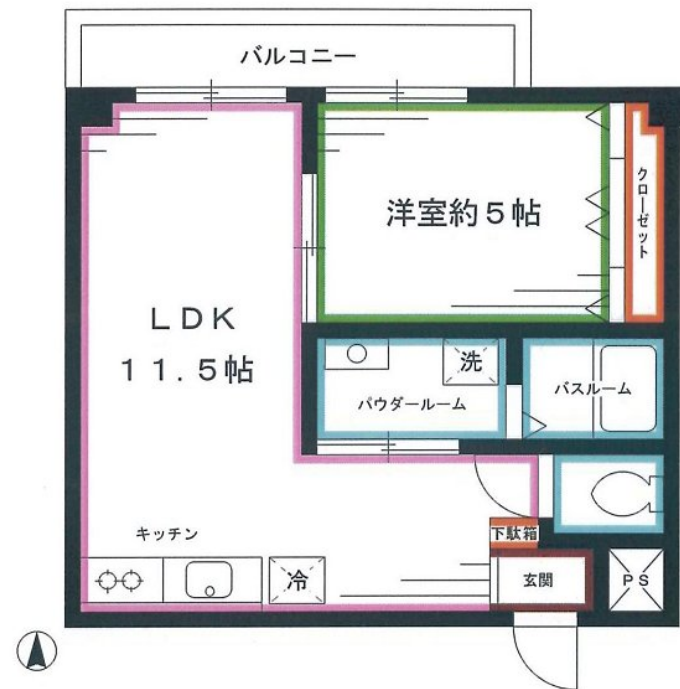 バルコニー
洋室約5帖
クローゼット
LDK
11.5帖
洗
パウダールーム
バスルーム
キッチン
下駄箱
冷
玄関
PS